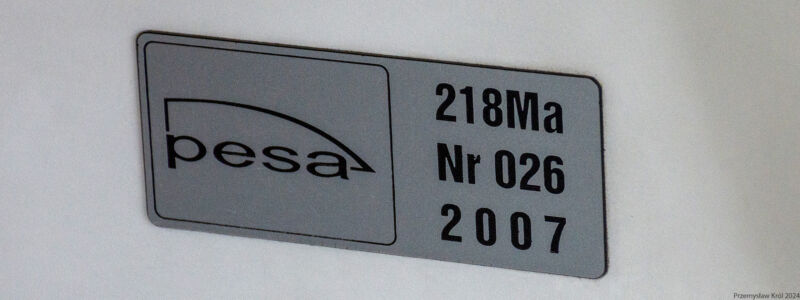 pesa
218Ma
Nr 026
2007
Przemysław Król 2024